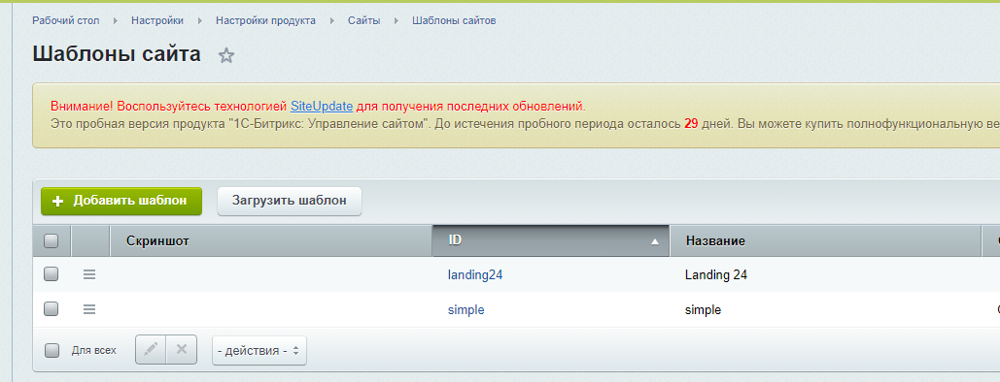 Рабочий стол Настройки Настройки продукта Сайты Шаблоны сайтов
Шаблоны сайта
Внимание! Воспользуйтесь технологией SiteUpdate для получения последних обновлений.
Это пробная версия продукта "1С-Битрикс: Управление сайтом". До истечения пробного периода осталось 29 дней. Вы можете купить полнофункциональную ве
Добавить шаблон Загрузить шаблон
Скриншот ID Название
landing24 Landing 24
simple simple
Для всех - действия -